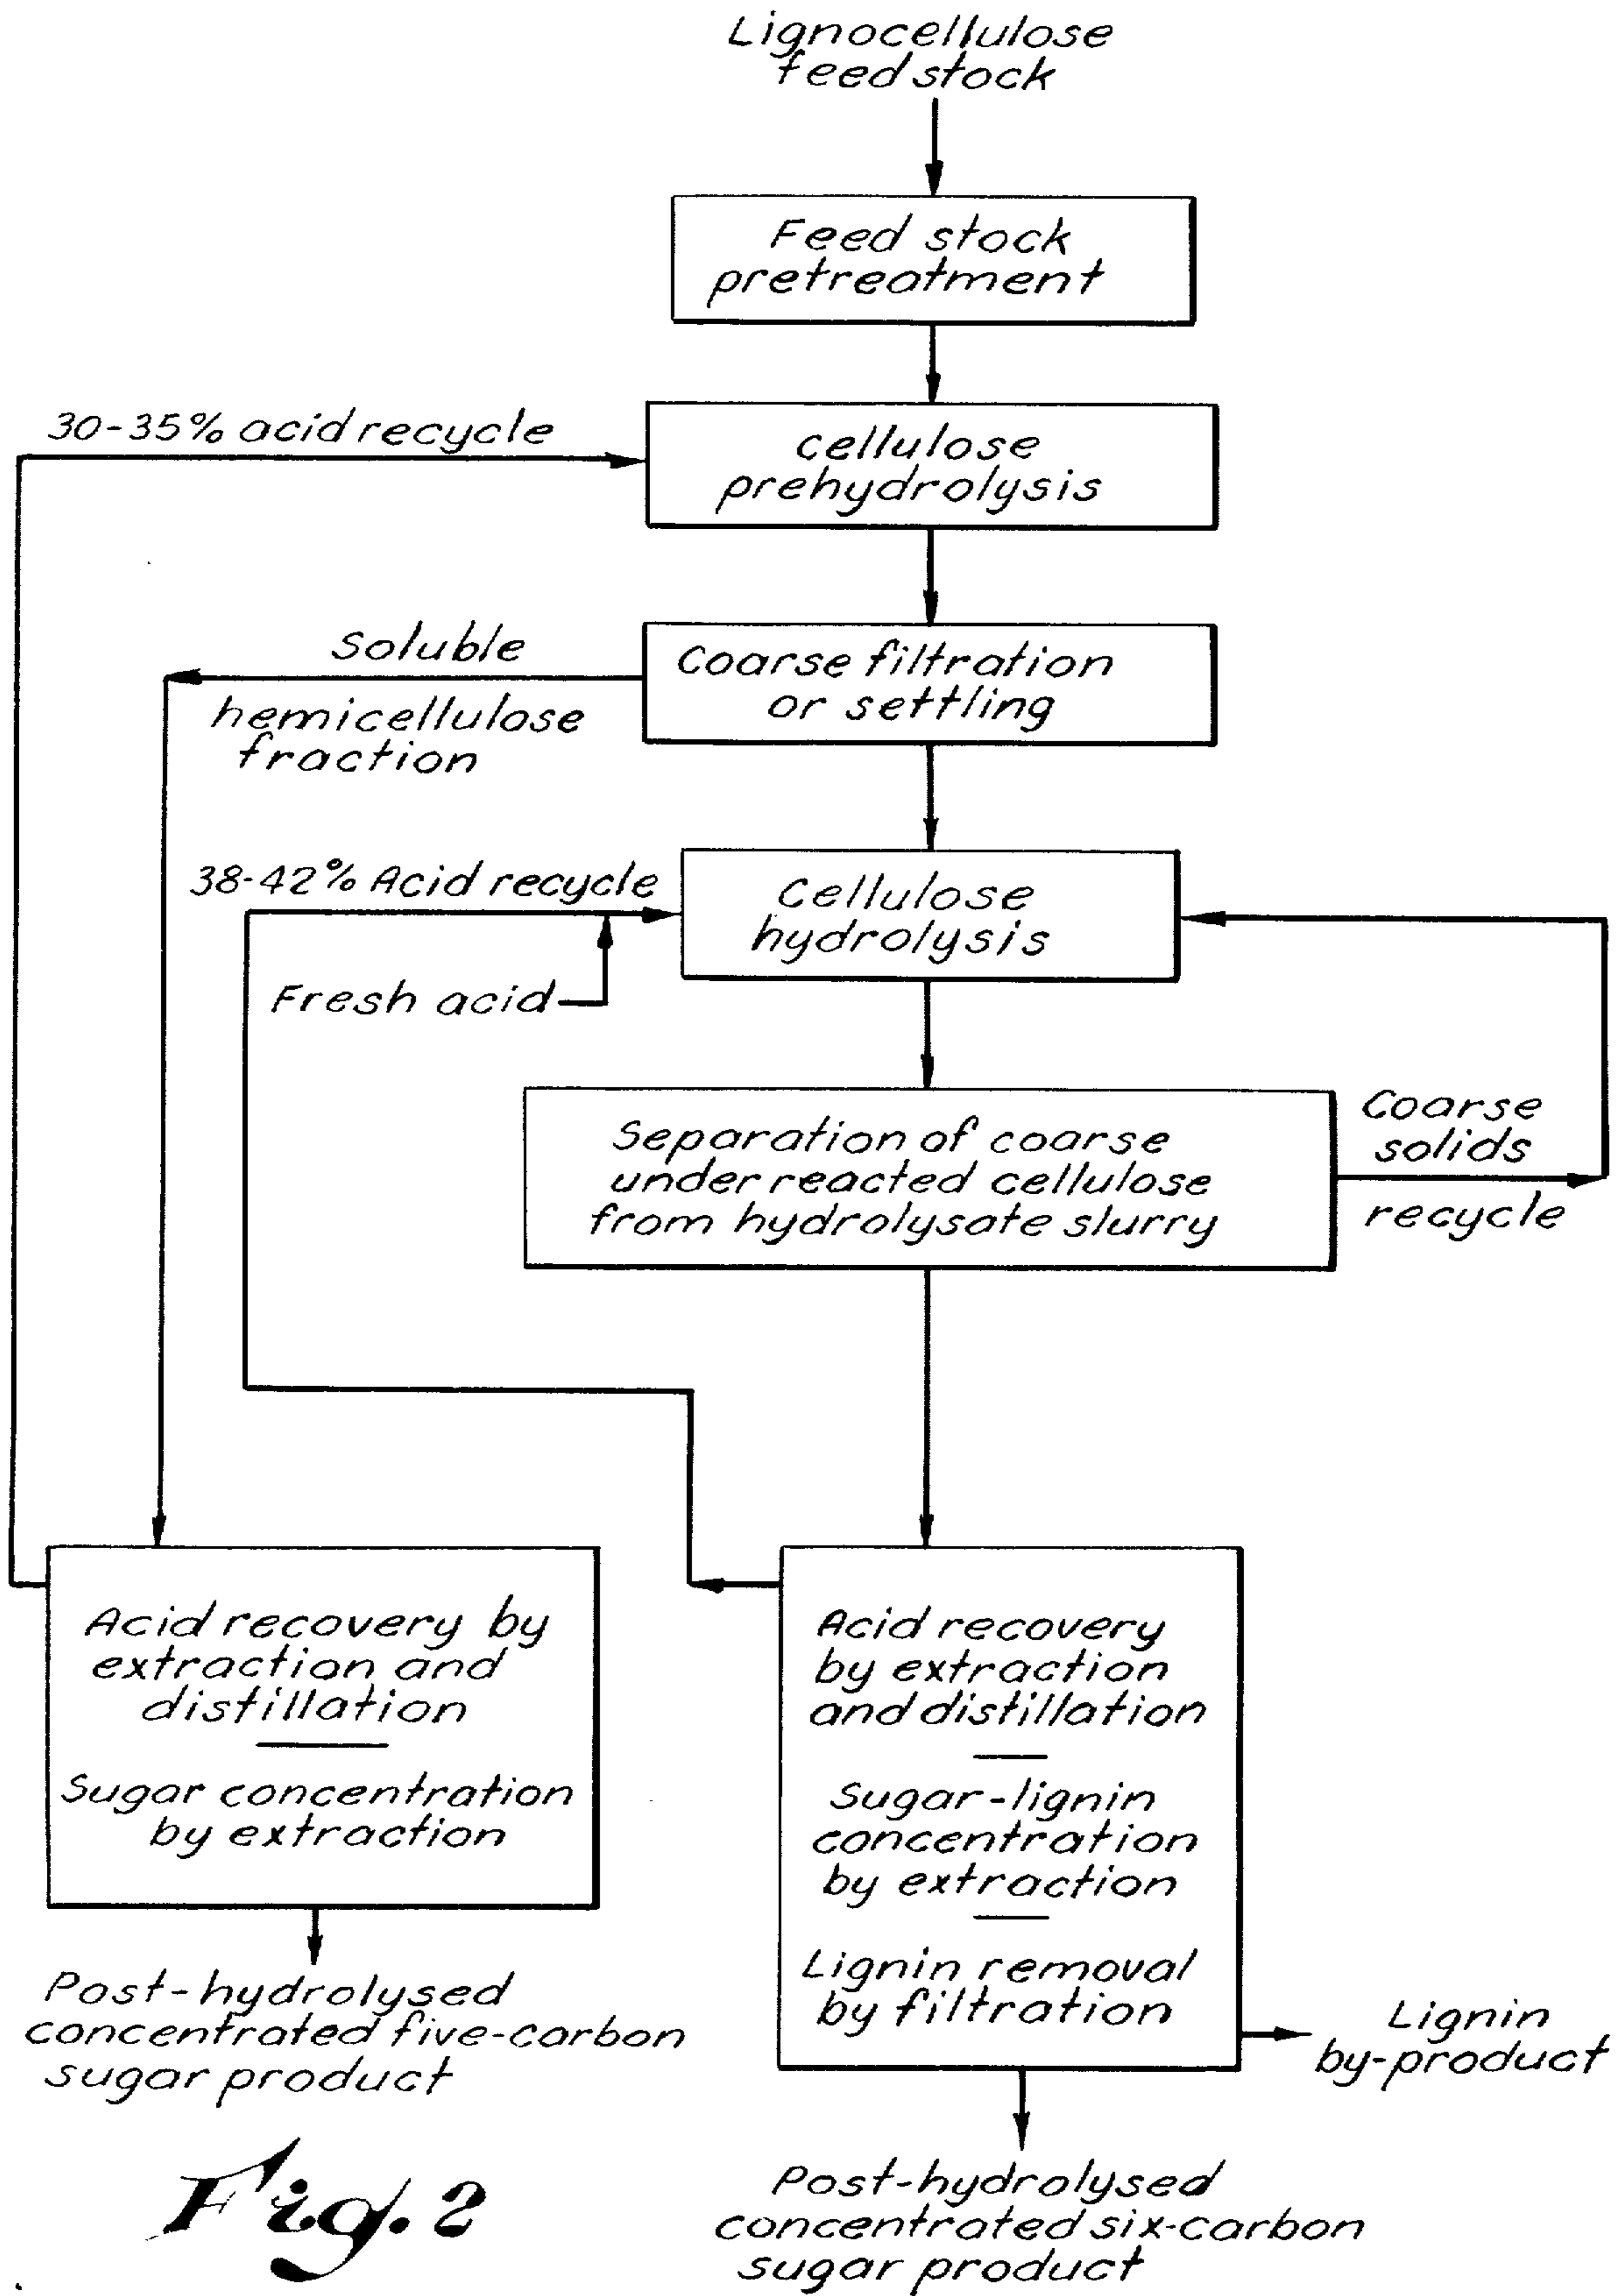 Lignocellulose
feed stock
Feed stock
pretreatment
30-35% acid recycle
cellulose
prehydrolysis
Soluble
hemicellulose
fraction
Coarse filtration
or settling
38-42% Acid recycle
Fresh acid
Cellulose
hydrolysis
Separation of coarse
under reacted cellulose
from hydrolysate slurry
Coarse
solids
recycle
Acid recovery by
extraction and
distillation
Sugar concentration
by extraction
Acid recovery
by extraction
and distillation
Sugar-lignin
concentration
by extraction
Lignin removal
by filtration
Post-hydrolysed
concentrated five-carbon
sugar product
Lignin
by-product
Post-hydrolysed
concentrated six-carbon
sugar product
Fig. 2